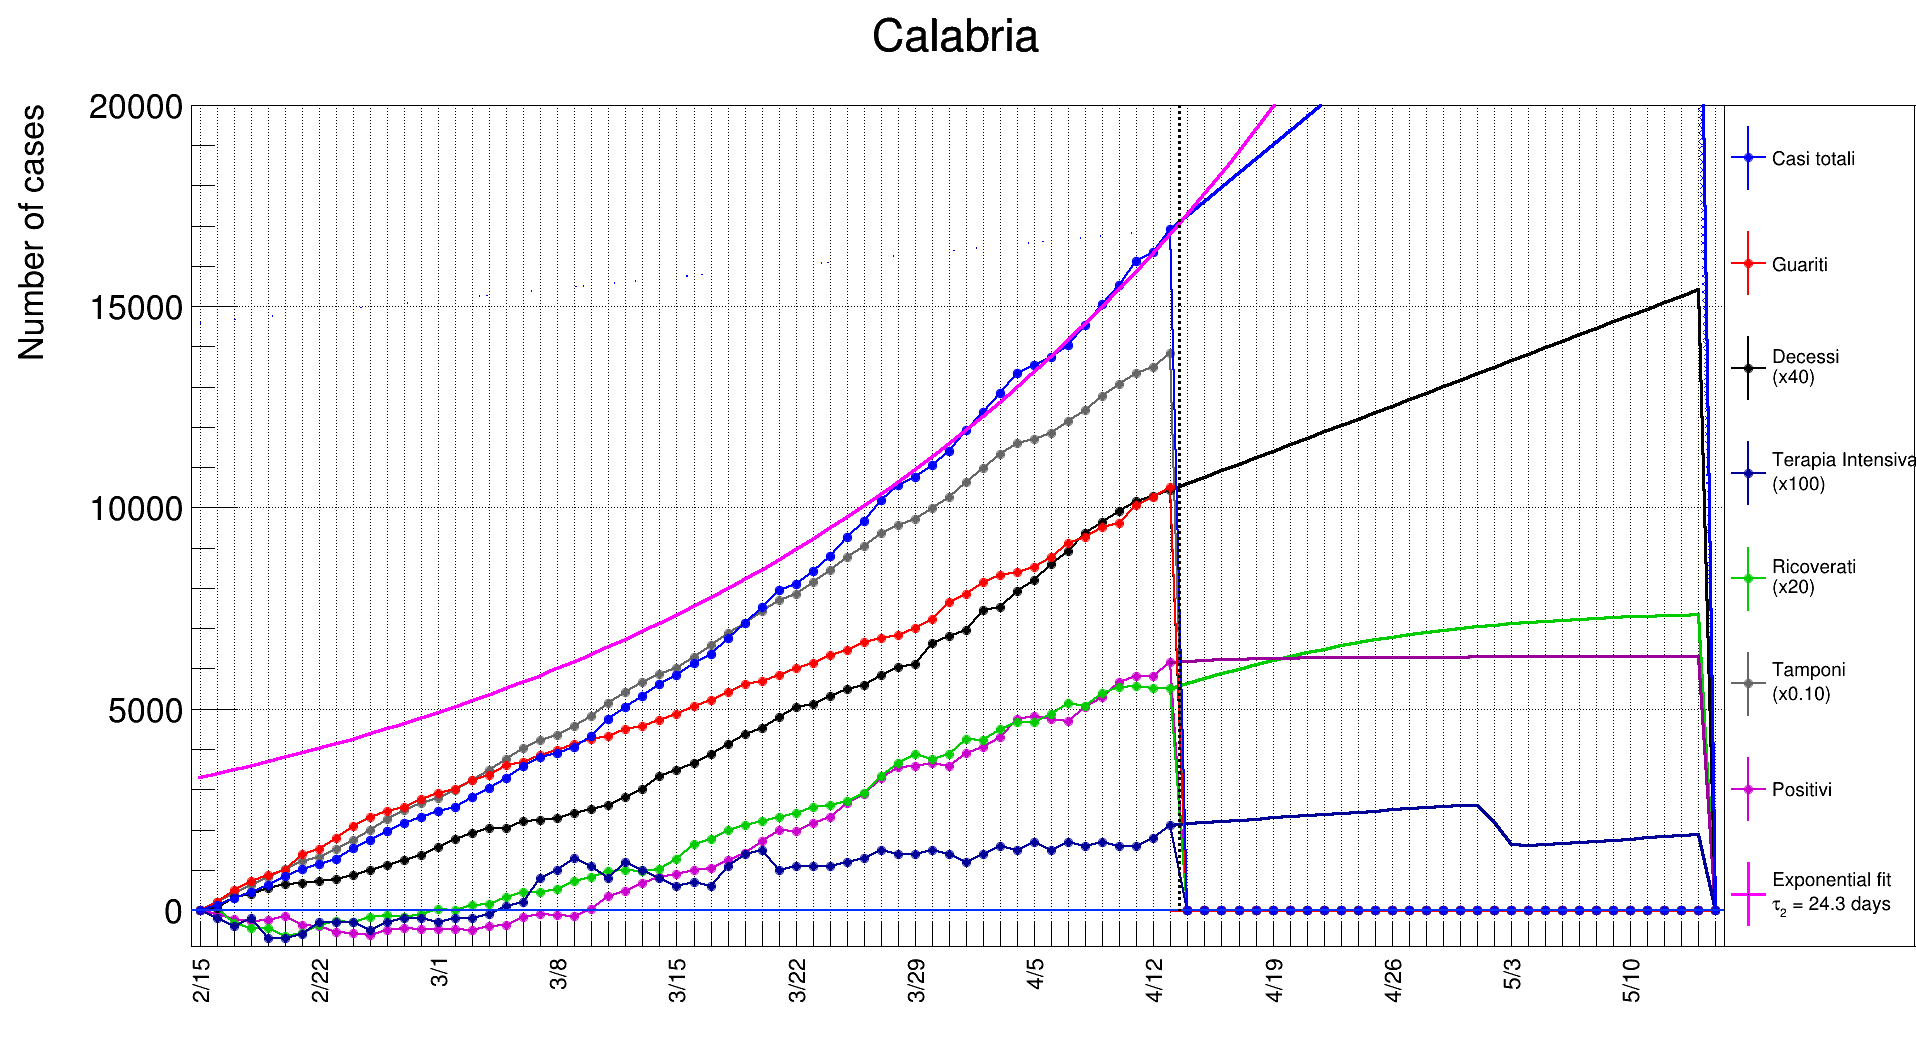 Calabria
Number of cases
20000
15000
10000
5000
0
2/15
2/22
3/1
3/8
3/15
3/22
3/29
4/5
4/12
4/19
4/26
5/3
5/10
Casi totali
Guariti
Decessi
(x40)
Terapia Intensiva
(x100)
Ricoverati
(x20)
Tamponi
(x0.10)
Positivi
Exponential fit
τ2 = 24.3 days